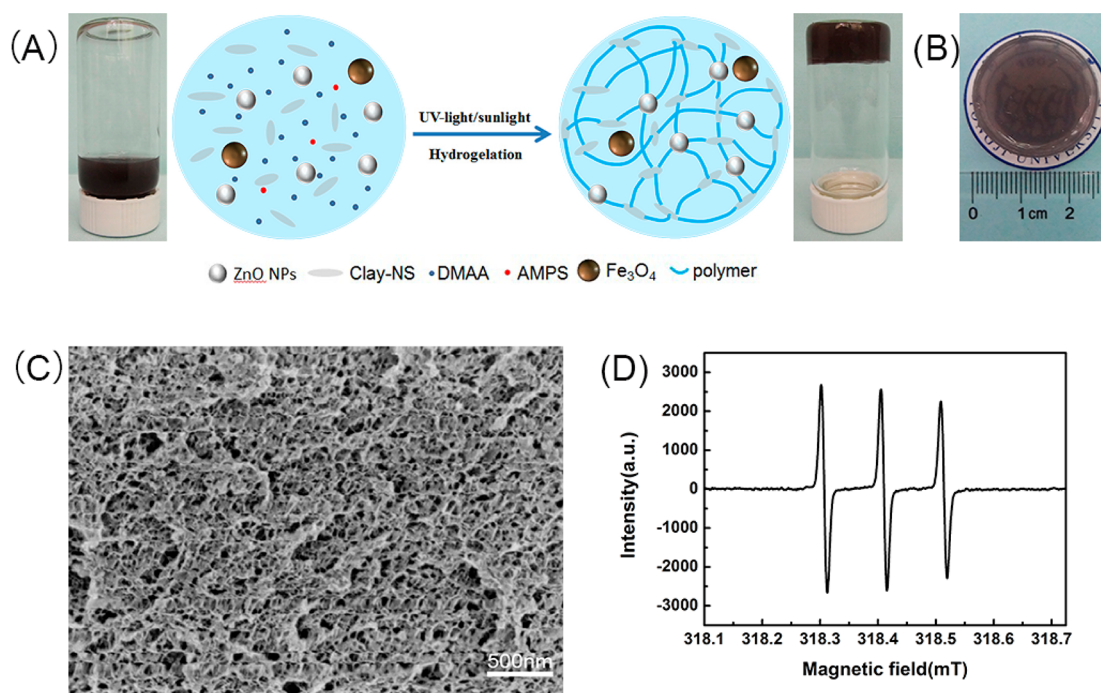 (A)
UV-light/sunlight
Hydrogelation
ZnO NPs
Clay-NS
DMAA
AMPS
Fe₃O₄
polymer
(B)
0 1 cm 2
(C)
500nm
(D)
Intensity(a.u.)
3000
2000
1000
0
-1000
-2000
-3000
318.1 318.2 318.3 318.4 318.5 318.6 318.7
Magnetic field(mT)